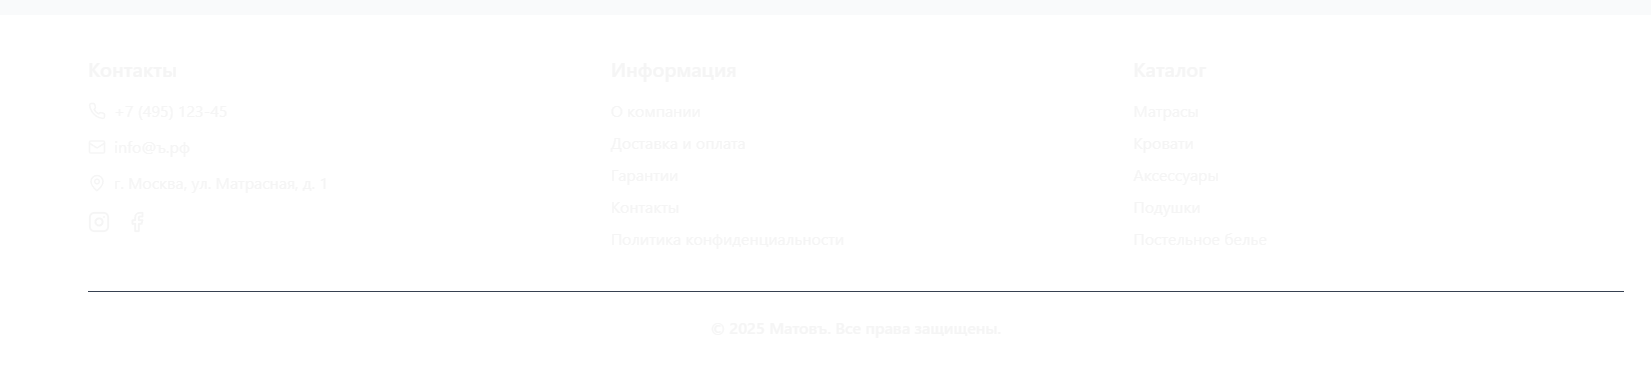 Контакты
+7 (495) 123-45
info@ъ.рф
г. Москва, ул. Матрасная, д. 1
Информация
О компании
Доставка и оплата
Гарантии
Контакты
Политика конфиденциальности
Каталог
Матрасы
Кровати
Аксессуары
Подушки
Постельное белье
© 2025 Матовъ. Все права защищены.